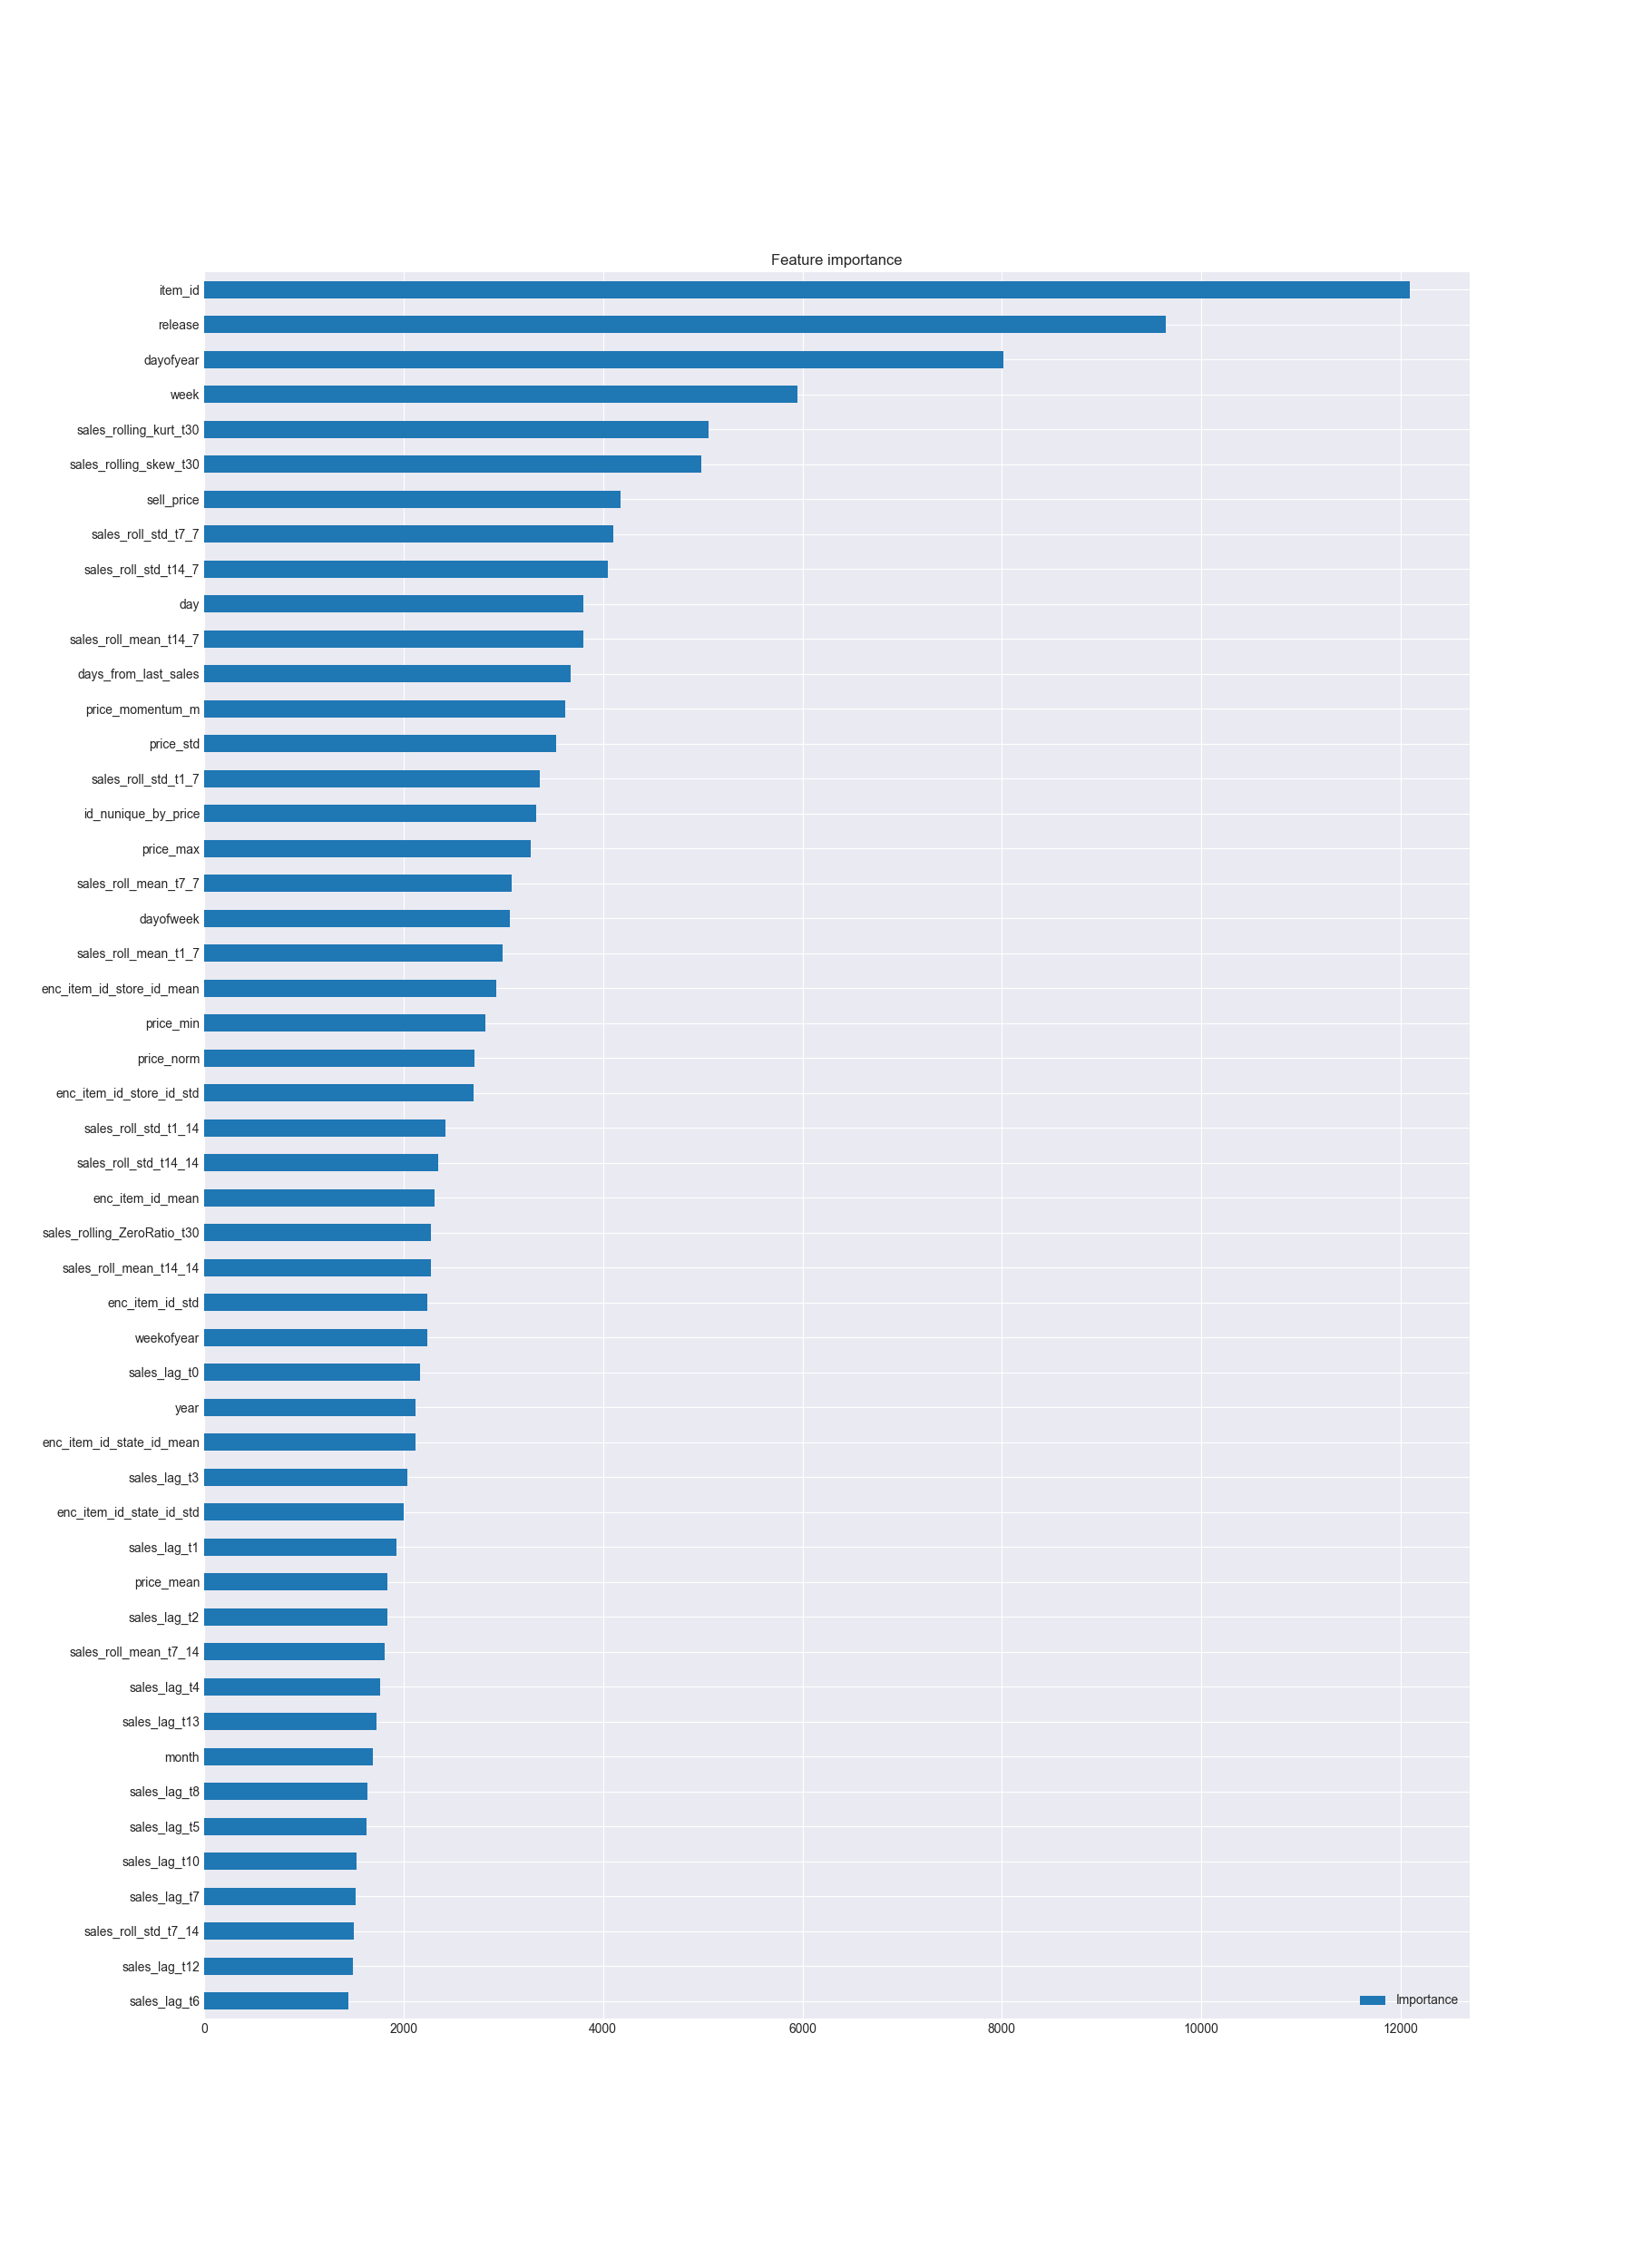 Feature importance
item_id
release
dayofyear
week
sales_rolling_kurt_t30
sales_rolling_skew_t30
sell_price
sales_roll_std_t7_7
sales_roll_std_t14_7
day
sales_roll_mean_t14_7
days_from_last_sales
price_momentum_m
price_std
sales_roll_std_t1_7
id_nunique_by_price
price_max
sales_roll_mean_t7_7
dayofweek
sales_roll_mean_t1_7
enc_item_id_store_id_mean
price_min
price_norm
enc_item_id_store_id_std
sales_roll_std_t1_14
sales_roll_std_t14_14
enc_item_id_mean
sales_rolling_ZeroRatio_t30
sales_roll_mean_t14_14
enc_item_id_std
weekofyear
sales_lag_t0
year
enc_item_id_state_id_mean
sales_lag_t3
enc_item_id_state_id_std
sales_lag_t1
price_mean
sales_lag_t2
sales_roll_mean_t7_14
sales_lag_t4
sales_lag_t13
month
sales_lag_t8
sales_lag_t5
sales_lag_t10
sales_lag_t7
sales_roll_std_t7_14
sales_lag_t12
sales_lag_t6
Importance
0 2000 4000 6000 8000 10000 12000